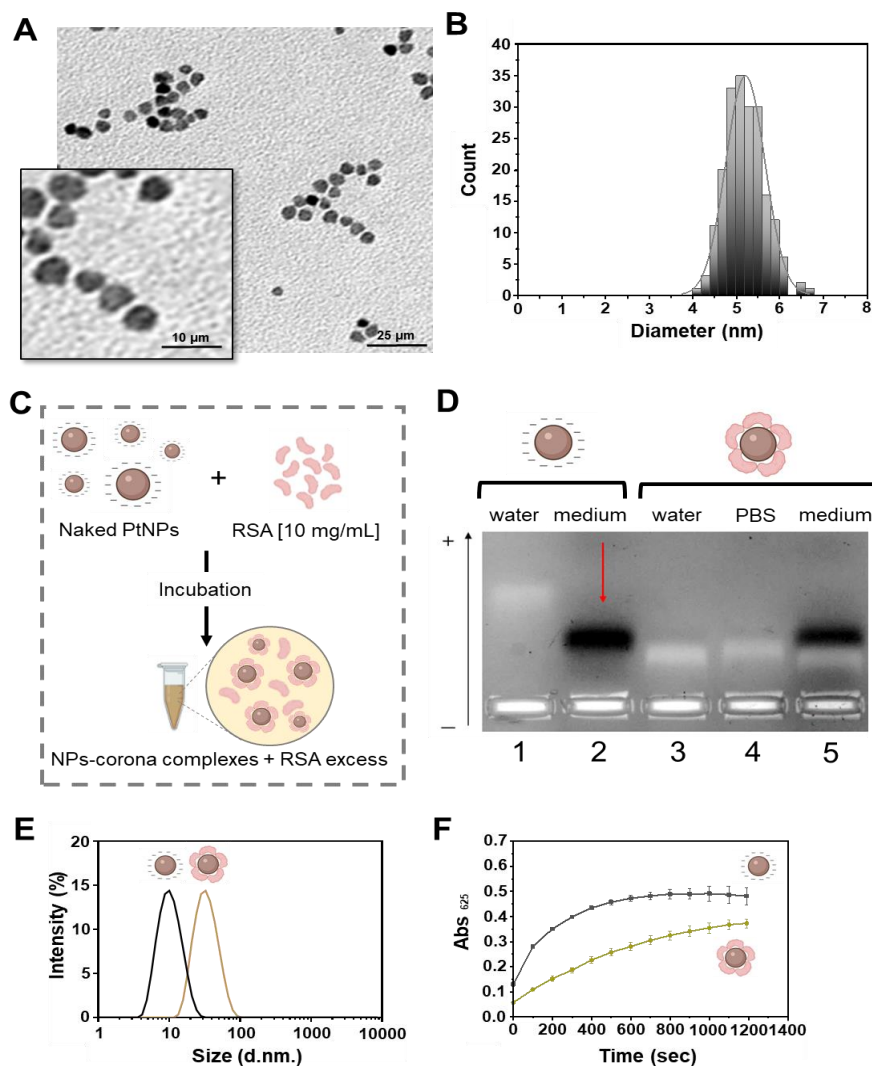 A
10 µm
25 µm
B
Count
40
35
30
25
20
15
10
5
0
0 1 2 3 4 5 6 7 8
Diameter (nm)
C
+
Naked PtNPs RSA [10 mg/mL]
Incubation
NPs-corona complexes + RSA excess
D
water medium water PBS medium
+
–
1 2 3 4 5
E
Intensity (%)
20
15
10
5
0
1 10 100 1000 10000
Size (d.nm.)
F
Abs 625
0.7
0.6
0.5
0.4
0.3
0.2
0.1
0.0
0 200 400 600 800 1000 1200 1400
Time (sec)